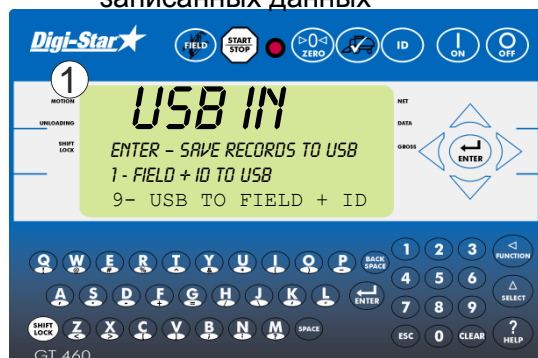 записанных данных
Digi-Star
FIELD
START STOP
>0< ZERO
ID
ON
OFF
1
MOTION
UNLOADING
SHIFT LOCK
USB IN
ENTER - SAVE RECORDS TO USB
1 - FIELD + ID TO USB
9- USB TO FIELD + ID
NET
DATA
GROSS
ENTER
Q W E R T Y U I O P BACK SPACE
@ # % ^ &
A S D F G H J K L ENTER
SHIFT LOCK Z X C V B N M SPACE
1 2 3 FUNCTION
4 5 6 SELECT
7 8 9
ESC 0 CLEAR ? HELP
GT 460